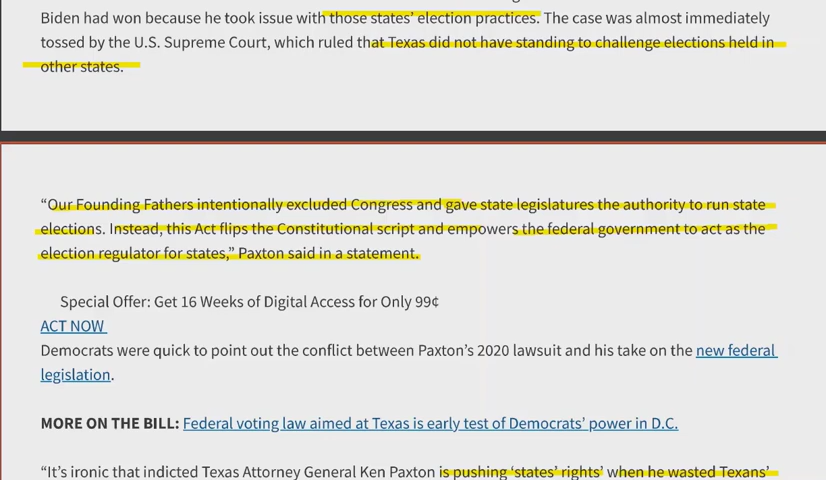 Biden had won because he took issue with those states’ election practices. The case was almost immediately
tossed by the U.S. Supreme Court, which ruled that Texas did not have standing to challenge elections held in
other states.
“Our Founding Fathers intentionally excluded Congress and gave state legislatures the authority to run state
elections. Instead, this Act flips the Constitutional script and empowers the federal government to act as the
election regulator for states,” Paxton said in a statement.
Special Offer: Get 16 Weeks of Digital Access for Only 99¢
ACT NOW
Democrats were quick to point out the conflict between Paxton’s 2020 lawsuit and his take on the new federal
legislation.
MORE ON THE BILL: Federal voting law aimed at Texas is early test of Democrats’ power in D.C.
“It’s ironic that indicted Texas Attorney General Ken Paxton is pushing ‘states’ rights’ when he wasted Texans’